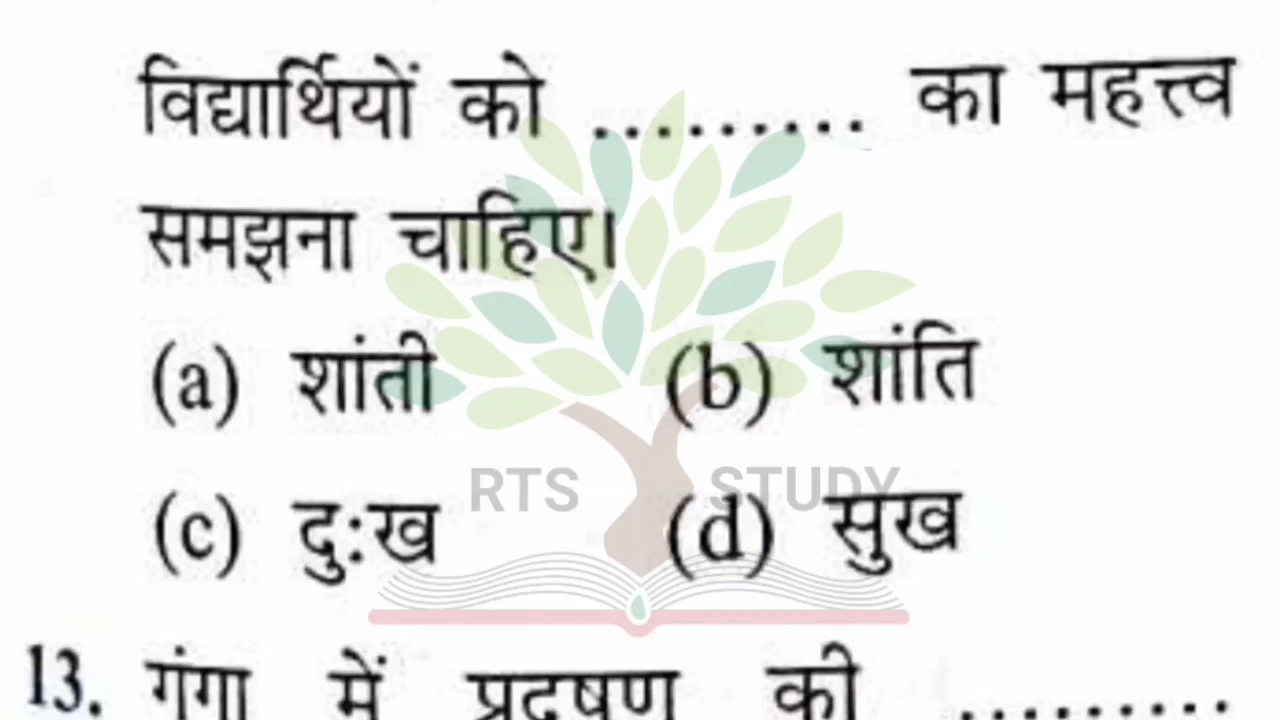 विद्यार्थियों को ......... का महत्त्व
समझना चाहिए।
(a) शांती (b) शांति
(c) दु:ख (d) सुख
RTS STUDY
13. गंगा में प्रदूषण की .........